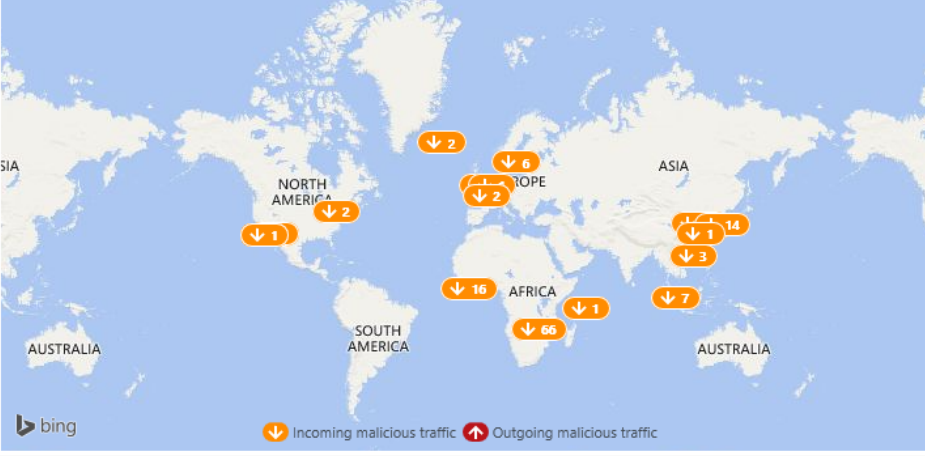 2
6
SIA
ASIA
NORTH
AMERICA
2
2
14
1
1
3
16
AFRICA
7
1
66
SOUTH
AMERICA
AUSTRALIA
AUSTRALIA
bing
Incoming malicious traffic
Outgoing malicious traffic